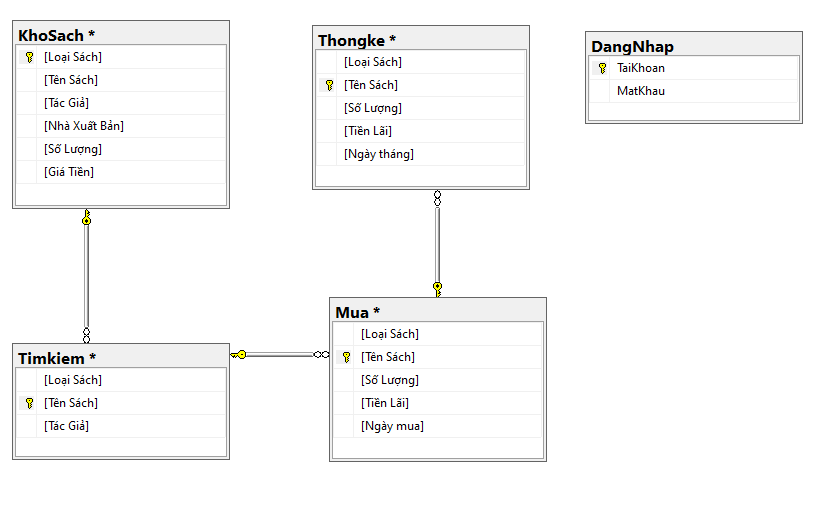 KhoSach *
[Loại Sách]
[Tên Sách]
[Tác Giả]
[Nhà Xuất Bản]
[Số Lượng]
[Giá Tiền]
Thongke *
[Loại Sách]
[Tên Sách]
[Số Lượng]
[Tiền Lãi]
[Ngày tháng]
DangNhap
TaiKhoan
MatKhau
Timkiem *
[Loại Sách]
[Tên Sách]
[Tác Giả]
Mua *
[Loại Sách]
[Tên Sách]
[Số Lượng]
[Tiền Lãi]
[Ngày mua]